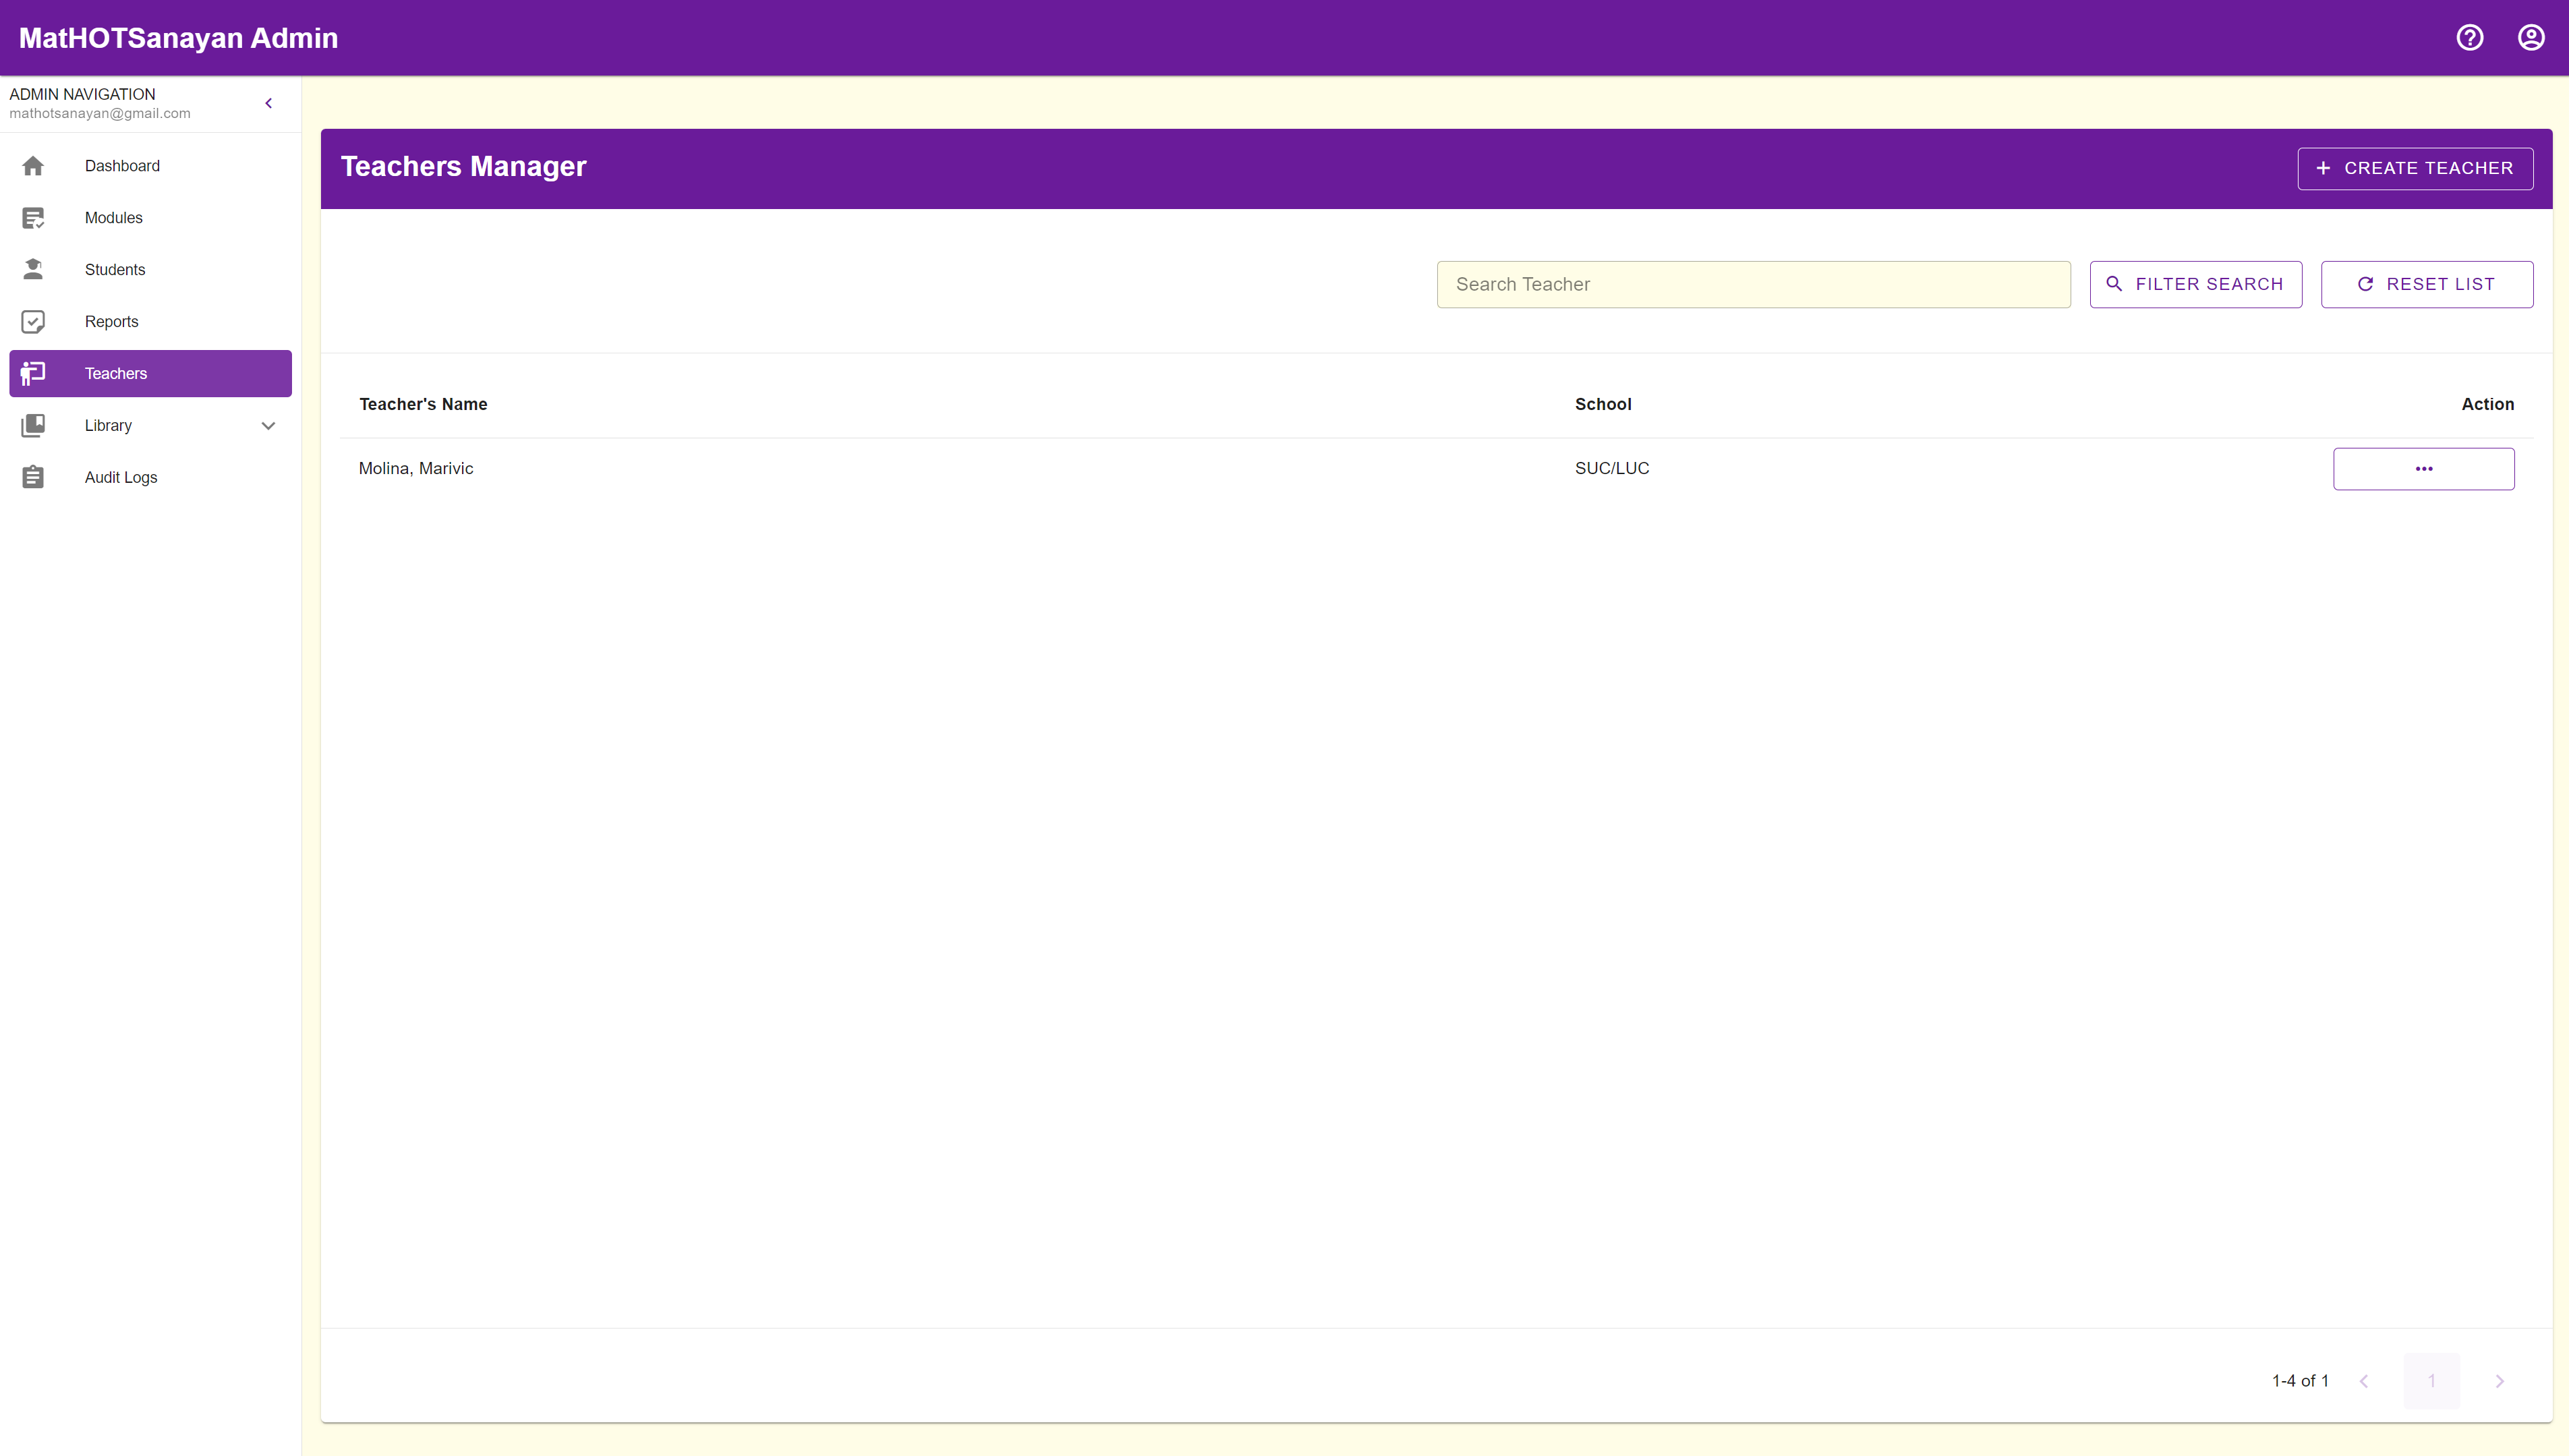 MatHOTSanayan Admin
ADMIN NAVIGATION
mathotsanayan@gmail.com
Dashboard
Modules
Students
Reports
Teachers
Library
Audit Logs
Teachers Manager
+ CREATE TEACHER
Search Teacher
FILTER SEARCH
RESET LIST
Teacher's Name School Action
Molina, Marivic SUC/LUC ...
1-4 of 1 1